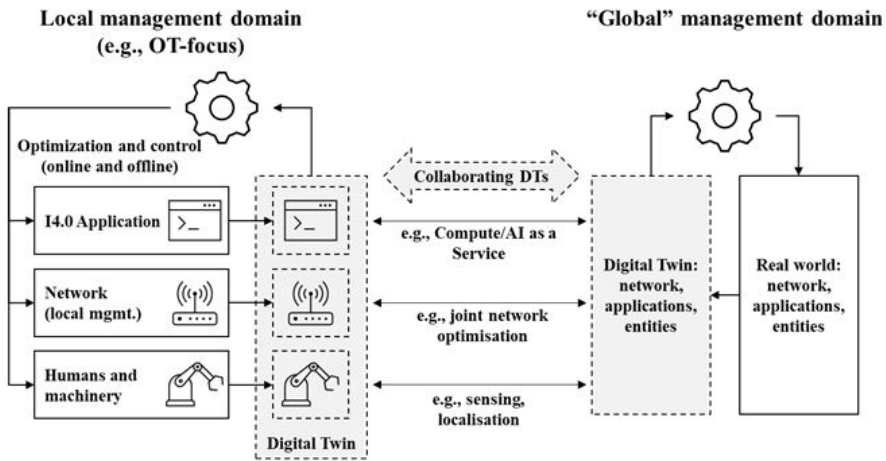 Local management domain
(e.g., OT-focus)
“Global” management domain
Optimization and control
(online and offline)
Collaborating DTs
I4.0 Application
>_
>_
e.g., Compute/AI as a
Service
Network
(local mgmt.)
e.g., joint network
optimisation
Humans and
machinery
e.g., sensing,
localisation
Digital Twin
Digital Twin:
network,
applications,
entities
Real world:
network,
applications,
entities